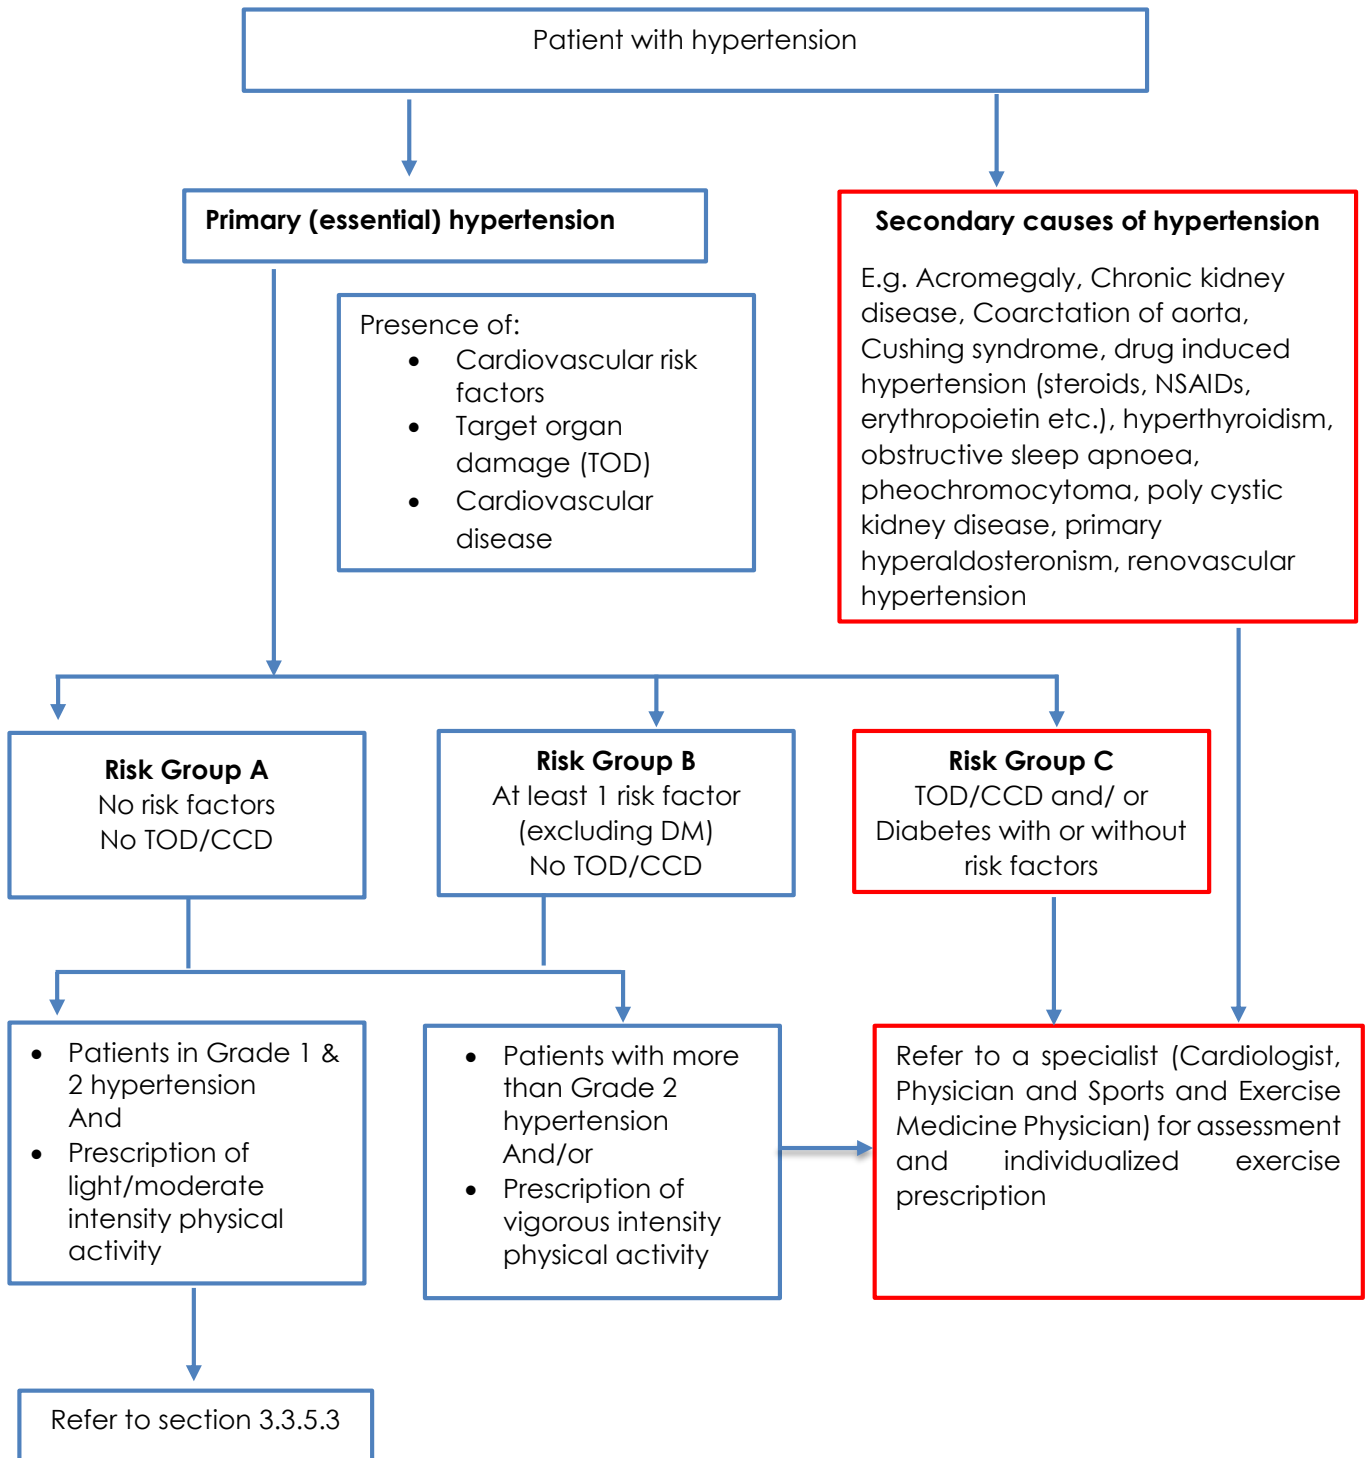 Patient with hypertension
Primary (essential) hypertension
Secondary causes of hypertension
E.g. Acromegaly, Chronic kidney
disease, Coarctation of aorta,
Cushing syndrome, drug induced
hypertension (steroids, NSAIDs,
erythropoietin etc.), hyperthyroidism,
obstructive sleep apnoea,
pheochromocytoma, poly cystic
kidney disease, primary
hyperaldosteronism, renovascular
hypertension
Presence of:
• Cardiovascular risk
factors
• Target organ
damage (TOD)
• Cardiovascular
disease
Risk Group A
No risk factors
No TOD/CCD
Risk Group B
At least 1 risk factor
(excluding DM)
No TOD/CCD
Risk Group C
TOD/CCD and/ or
Diabetes with or without
risk factors
• Patients in Grade 1 &
2 hypertension
And
• Prescription of
light/moderate
intensity physical
activity
• Patients with more
than Grade 2
hypertension
And/or
• Prescription of
vigorous intensity
physical activity
Refer to a specialist (Cardiologist,
Physician and Sports and Exercise
Medicine Physician) for assessment
and individualized exercise
prescription
Refer to section 3.3.5.3